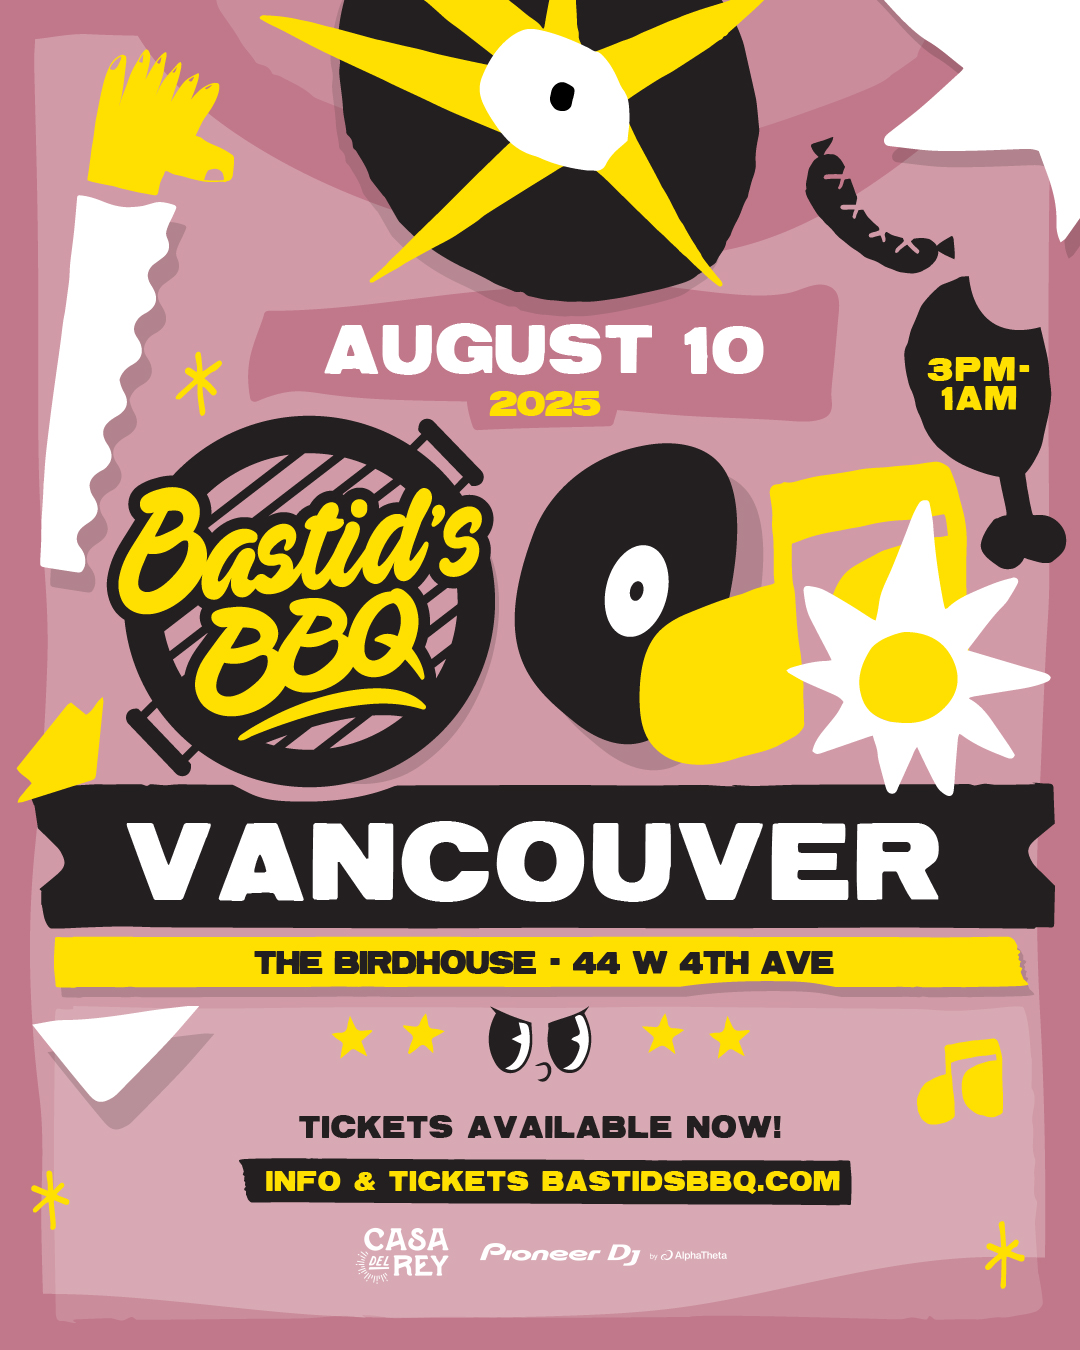 AUGUST 10
2025
3PM-
1AM
Bastid's
BBQ
VANCOUVER
THE BIRDHOUSE - 44 W 4TH AVE
TICKETS AVAILABLE NOW!
INFO & TICKETS BASTIDSBBQ.COM
CASA
DEL
REY
Pioneer Dj by AlphaTheta